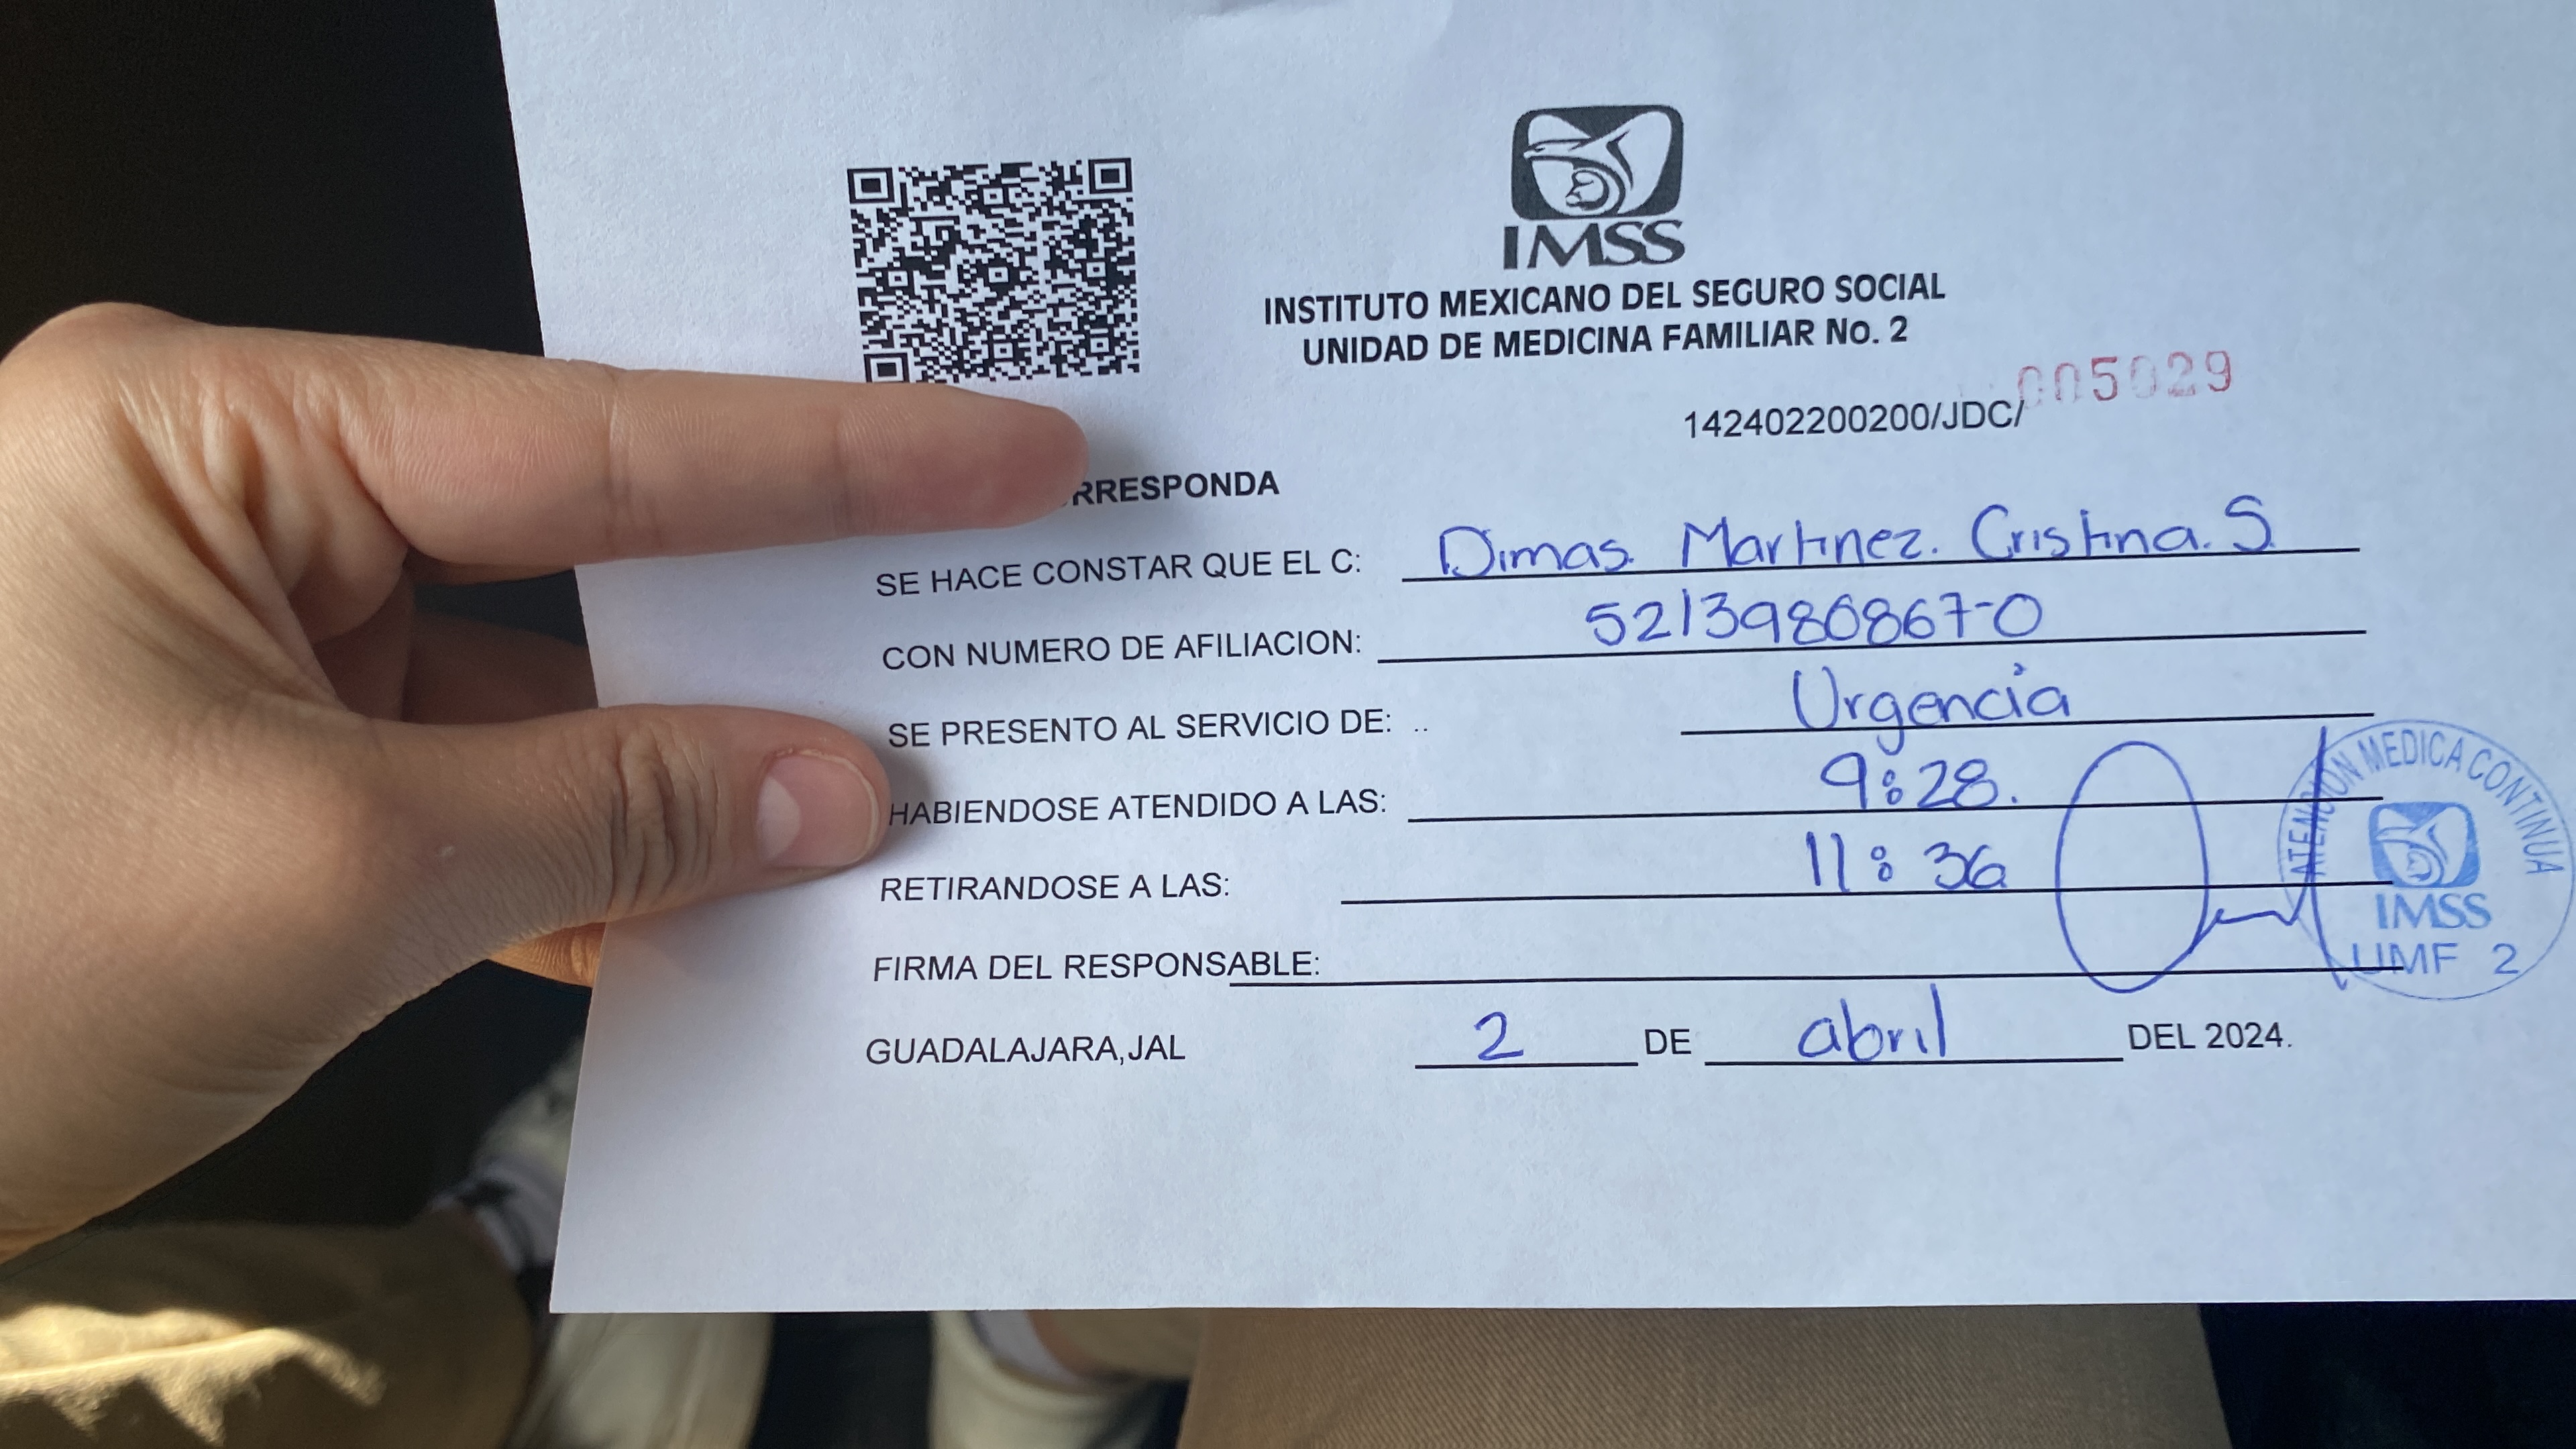 IMSS
INSTITUTO MEXICANO DEL SEGURO SOCIAL
UNIDAD DE MEDICINA FAMILIAR No. 2
142402200200/JDC/005029
RRESPONDA
SE HACE CONSTAR QUE EL C: Dimas. Martinez. Cristina. S.
CON NUMERO DE AFILIACION: 5213980867-0
SE PRESENTO AL SERVICIO DE: .. Urgencia
HABIENDOSE ATENDIDO A LAS: 9:28.
RETIRANDOSE A LAS: 11:36
FIRMA DEL RESPONSABLE:
ATENCION MEDICA CONTINUA
IMSS
UMF 2
GUADALAJARA,JAL 2 DE abril DEL 2024.